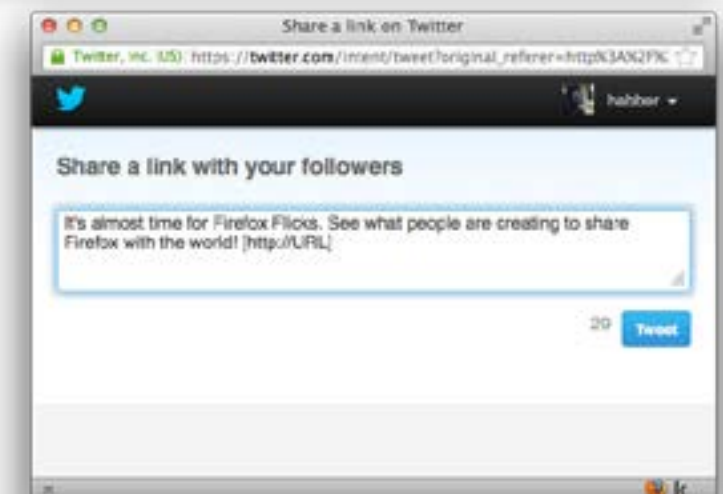 Share a link on Twitter
Twitter, Inc. (US) https://twitter.com/intent/tweet?original_referer=http%3A%2F%
habber
Share a link with your followers
It's almost time for Firefox Flicks. See what people are creating to share
Firefox with the world! [http://URL]
20
Tweet